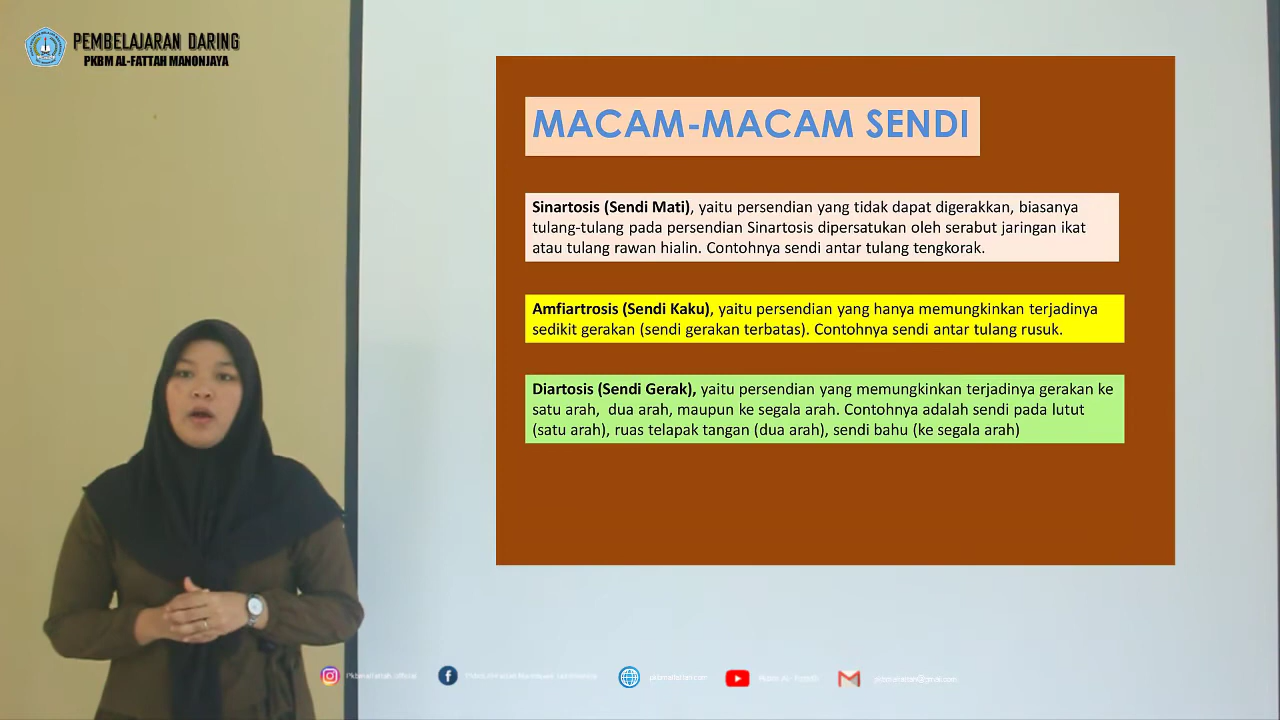 PEMBELAJARAN DARING
PKBM AL-FATTAH MANONJAYA
MACAM-MACAM SENDI
Sinartosis (Sendi Mati), yaitu persendian yang tidak dapat digerakkan, biasanya
tulang-tulang pada persendian Sinartosis dipersatukan oleh serabut jaringan ikat
atau tulang rawan hialin. Contohnya sendi antar tulang tengkorak.
Amfiartrosis (Sendi Kaku), yaitu persendian yang hanya memungkinkan terjadinya
sedikit gerakan (sendi gerakan terbatas). Contohnya sendi antar tulang rusuk.
Diartosis (Sendi Gerak), yaitu persendian yang memungkinkan terjadinya gerakan ke
satu arah, dua arah, maupun ke segala arah. Contohnya adalah sendi pada lutut
(satu arah), ruas telapak tangan (dua arah), sendi bahu (ke segala arah)